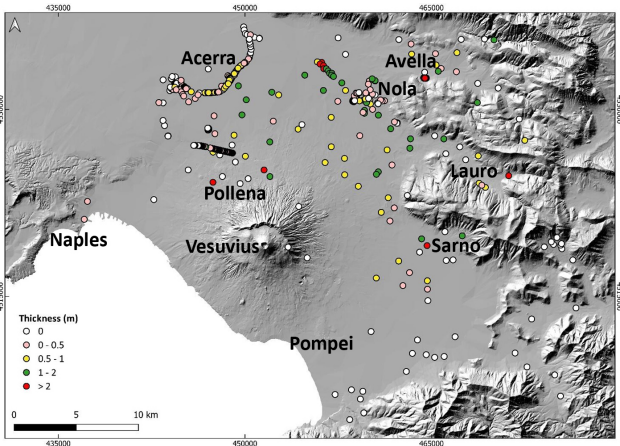 435000 450000 465000
Acerra
Avella
Nola
Lauro
Pollena
Naples
Vesuvius
Sarno
Pompei
Thickness (m)
0
0 - 0.5
0.5 - 1
1 - 2
> 2
0 5 10 km
435000 450000 465000